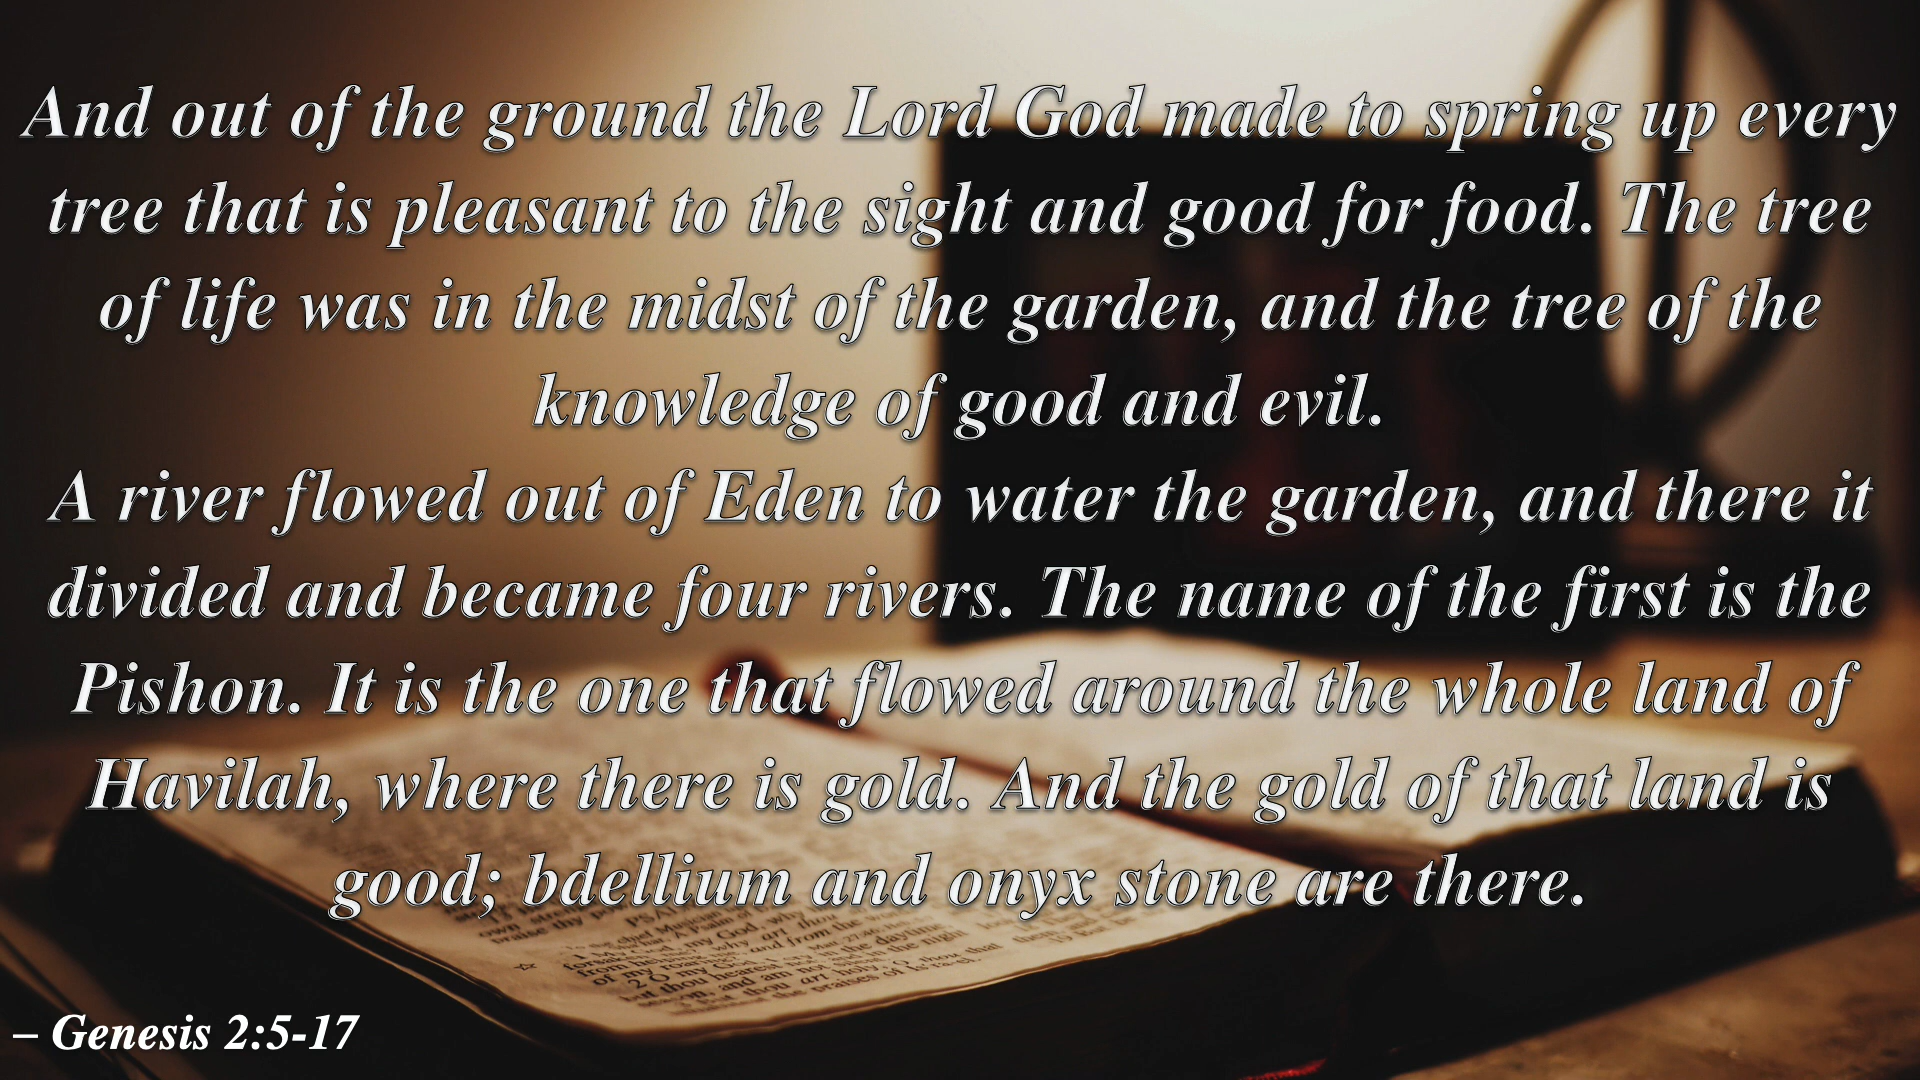 And out of the ground the Lord God made to spring up every
tree that is pleasant to the sight and good for food. The tree
of life was in the midst of the garden, and the tree of the
knowledge of good and evil.
A river flowed out of Eden to water the garden, and there it
divided and became four rivers. The name of the first is the
Pishon. It is the one that flowed around the whole land of
Havilah, where there is gold. And the gold of that land is
good; bdellium and onyx stone are there.
– Genesis 2:5-17